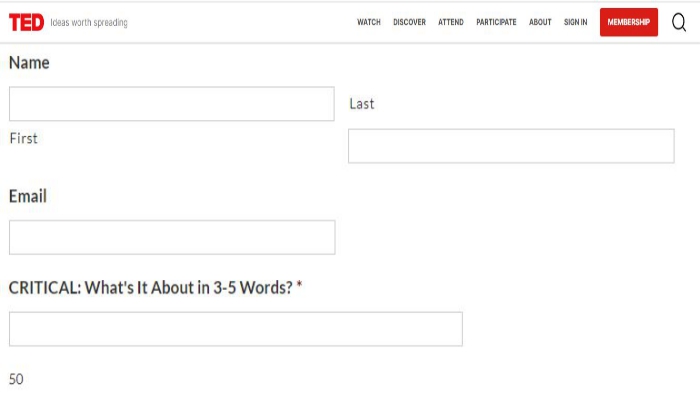 TED Ideas worth spreading WATCH DISCOVER ATTEND PARTICIPATE ABOUT SIGN IN MEMBERSHIP
Name
Last
First
Email
CRITICAL: What's It About in 3-5 Words? *
50